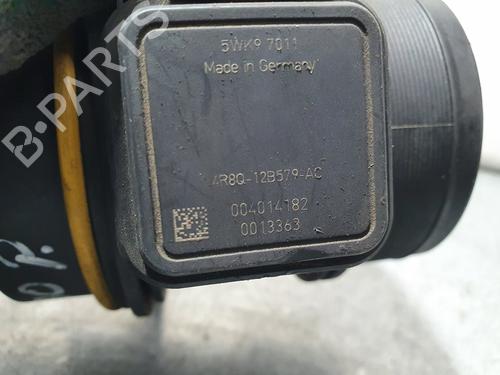 5WK9 7011
Made in Germany
4R8Q-12B579-AC
004014182
0013363
B-PARTS